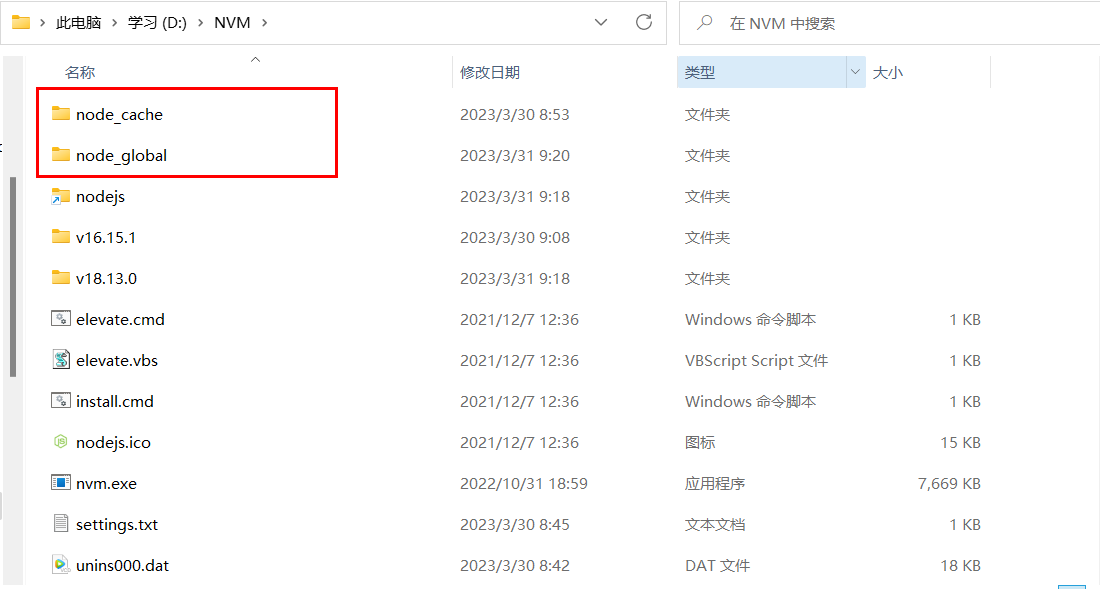 此电脑 > 学习 (D:) > NVM >
在 NVM 中搜索
名称 修改日期 类型 大小
node_cache 2023/3/30 8:53 文件夹
node_global 2023/3/31 9:20 文件夹
nodejs 2023/3/31 9:18 文件夹
v16.15.1 2023/3/30 9:08 文件夹
v18.13.0 2023/3/31 9:18 文件夹
elevate.cmd 2021/12/7 12:36 Windows 命令脚本 1 KB
elevate.vbs 2021/12/7 12:36 VBScript Script 文件 1 KB
install.cmd 2021/12/7 12:36 Windows 命令脚本 1 KB
nodejs.ico 2021/12/7 12:36 图标 15 KB
nvm.exe 2022/10/31 18:59 应用程序 7,669 KB
settings.txt 2023/3/30 8:45 文本文档 1 KB
unins000.dat 2023/3/30 8:42 DAT 文件 18 KB